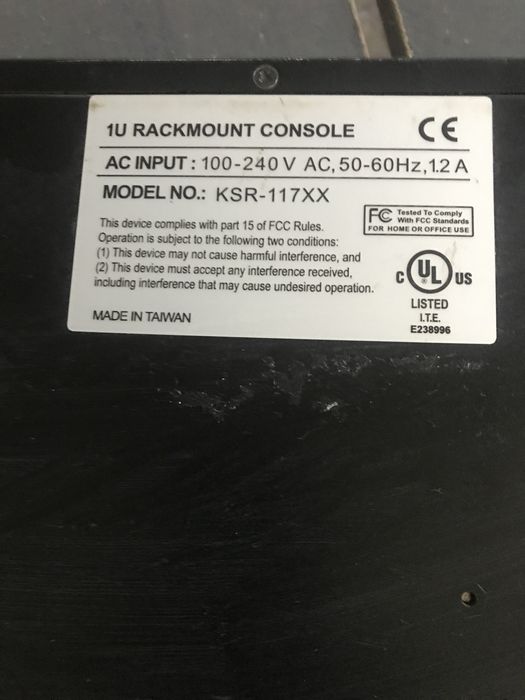 1U RACKMOUNT CONSOLE
CE
AC INPUT : 100-240 V AC, 50-60Hz, 1.2 A
MODEL NO.: KSR-117XX
FC Tested To Comply
With FCC Standards
FOR HOME OR OFFICE USE
This device complies with part 15 of FCC Rules.
Operation is subject to the following two conditions:
(1) This device may not cause harmful interference, and
(2) This device must accept any interference received,
including interference that may cause undesired operation.
C UL US
LISTED
I.T.E.
E238996
MADE IN TAIWAN